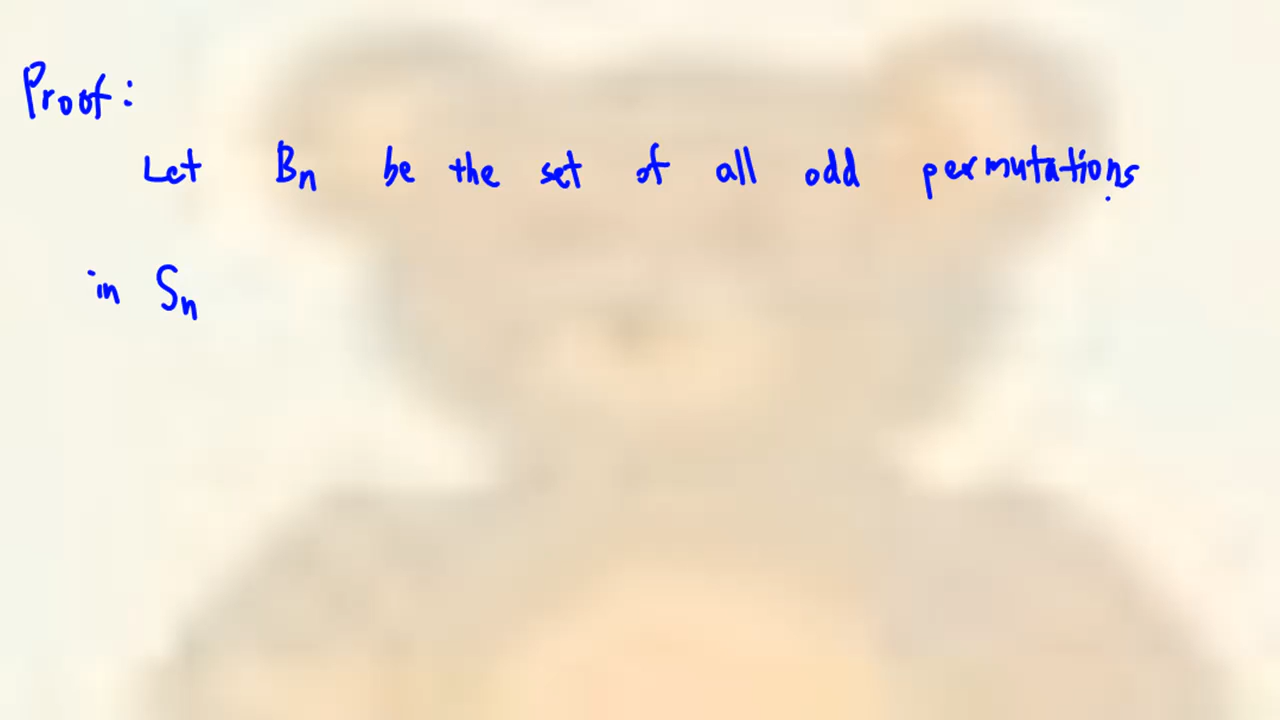 Proof:
Let Bn be the set of all odd permutations
in Sn